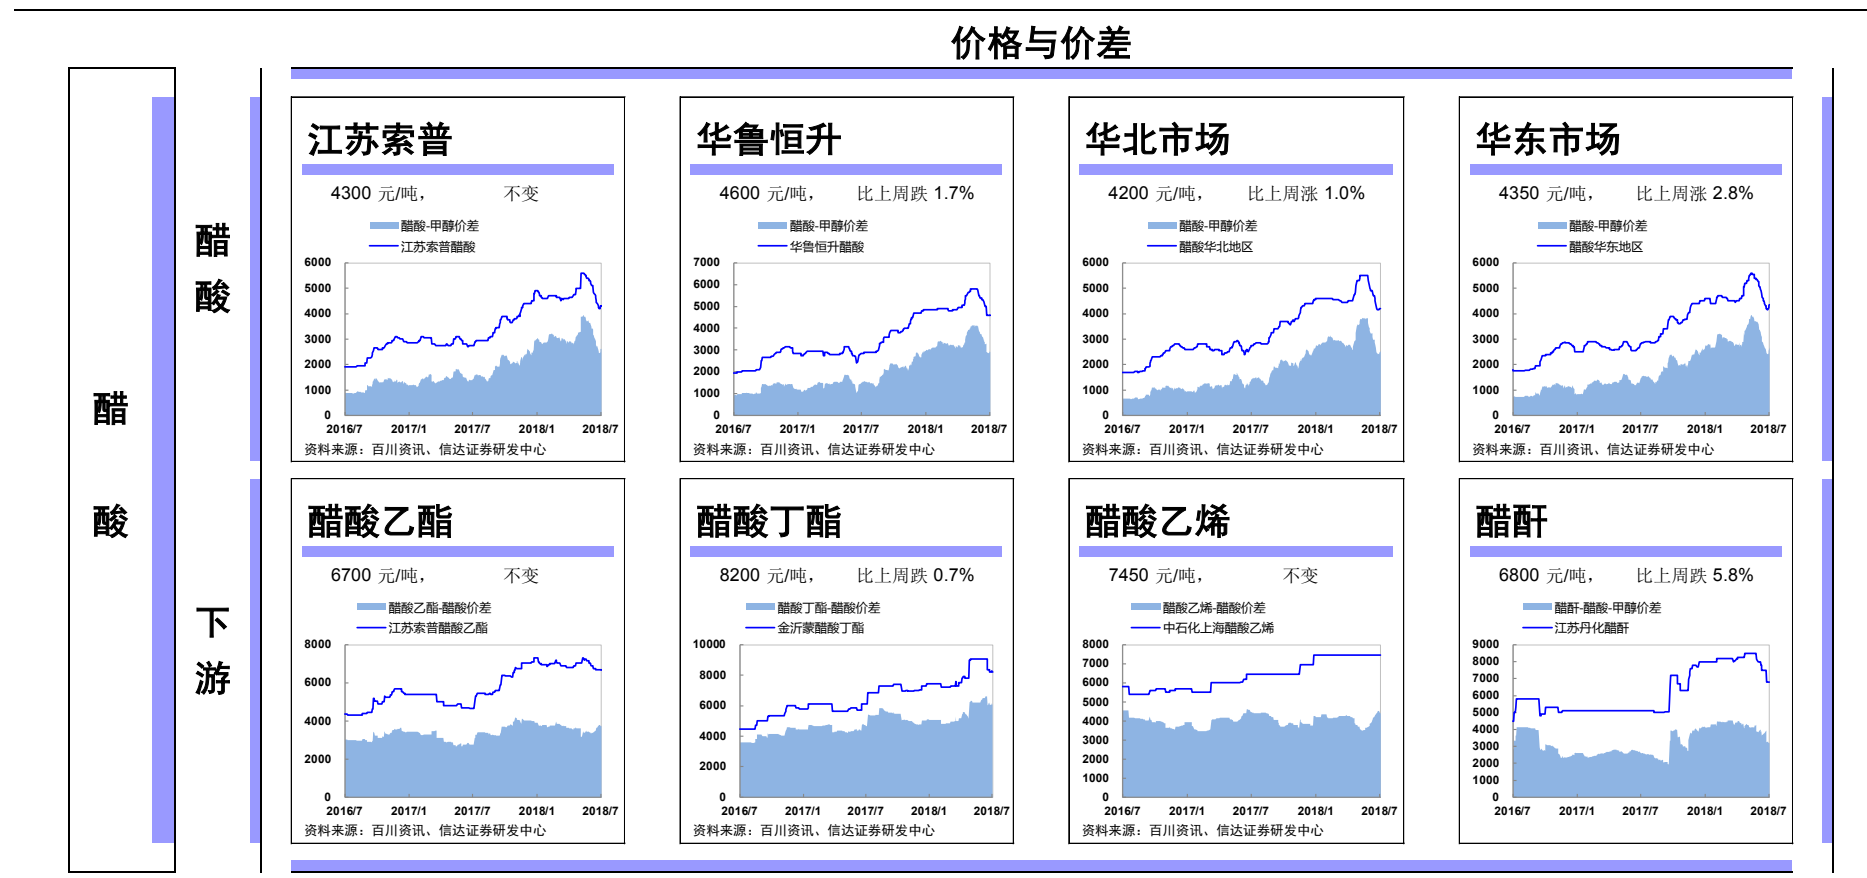 价格与价差
醋酸
醋酸
江苏索普
4300 元/吨， 不变
醋酸-甲醇价差
江苏索普醋酸
6000
5000
4000
3000
2000
1000
0
2016/7 2017/1 2017/7 2018/1 2018/7
资料来源：百川资讯、信达证券研发中心
华鲁恒升
4600 元/吨， 比上周跌 1.7%
醋酸-甲醇价差
华鲁恒升醋酸
7000
6000
5000
4000
3000
2000
1000
0
2016/7 2017/1 2017/7 2018/1 2018/7
资料来源：百川资讯、信达证券研发中心
华北市场
4200 元/吨， 比上周涨 1.0%
醋酸-甲醇价差
醋酸华北地区
6000
5000
4000
3000
2000
1000
0
2016/7 2017/1 2017/7 2018/1 2018/7
资料来源：百川资讯、信达证券研发中心
华东市场
4350 元/吨， 比上周涨 2.8%
醋酸-甲醇价差
醋酸华东地区
6000
5000
4000
3000
2000
1000
0
2016/7 2017/1 2017/7 2018/1 2018/7
资料来源：百川资讯、信达证券研发中心
下游
醋酸乙酯
6700 元/吨， 不变
醋酸乙酯-醋酸价差
江苏索普醋酸乙酯
8000
6000
4000
2000
0
2016/7 2017/1 2017/7 2018/1 2018/7
资料来源：百川资讯、信达证券研发中心
醋酸丁酯
8200 元/吨， 比上周跌 0.7%
醋酸丁酯-醋酸价差
金沂蒙醋酸丁酯
10000
8000
6000
4000
2000
0
2016/7 2017/1 2017/7 2018/1 2018/7
资料来源：百川资讯、信达证券研发中心
醋酸乙烯
7450 元/吨， 不变
醋酸乙烯-醋酸价差
中石化上海醋酸乙烯
8000
7000
6000
5000
4000
3000
2000
1000
0
2016/7 2017/1 2017/7 2018/1 2018/7
资料来源：百川资讯、信达证券研发中心
醋酐
6800 元/吨， 比上周跌 5.8%
醋酐-醋酸-甲醇价差
江苏丹化醋酐
9000
8000
7000
6000
5000
4000
3000
2000
1000
0
2016/7 2017/1 2017/7 2018/1 2018/7
资料来源：百川资讯、信达证券研发中心